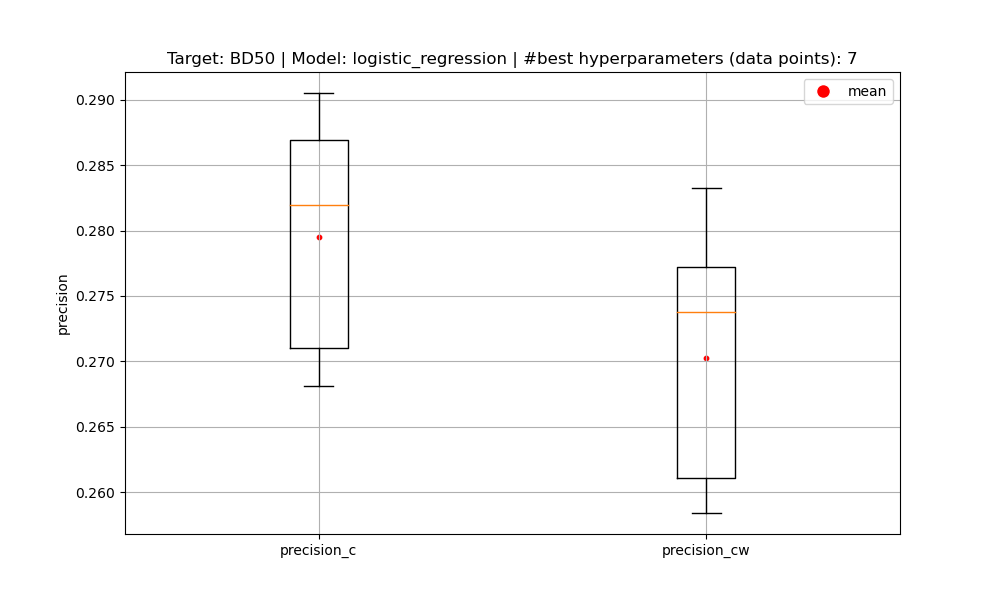 Target: BD50 | Model: logistic_regression | #best hyperparameters (data points): 7
mean
0.290
0.285
0.280
0.275
0.270
0.265
0.260
precision
precision_c
precision_cw